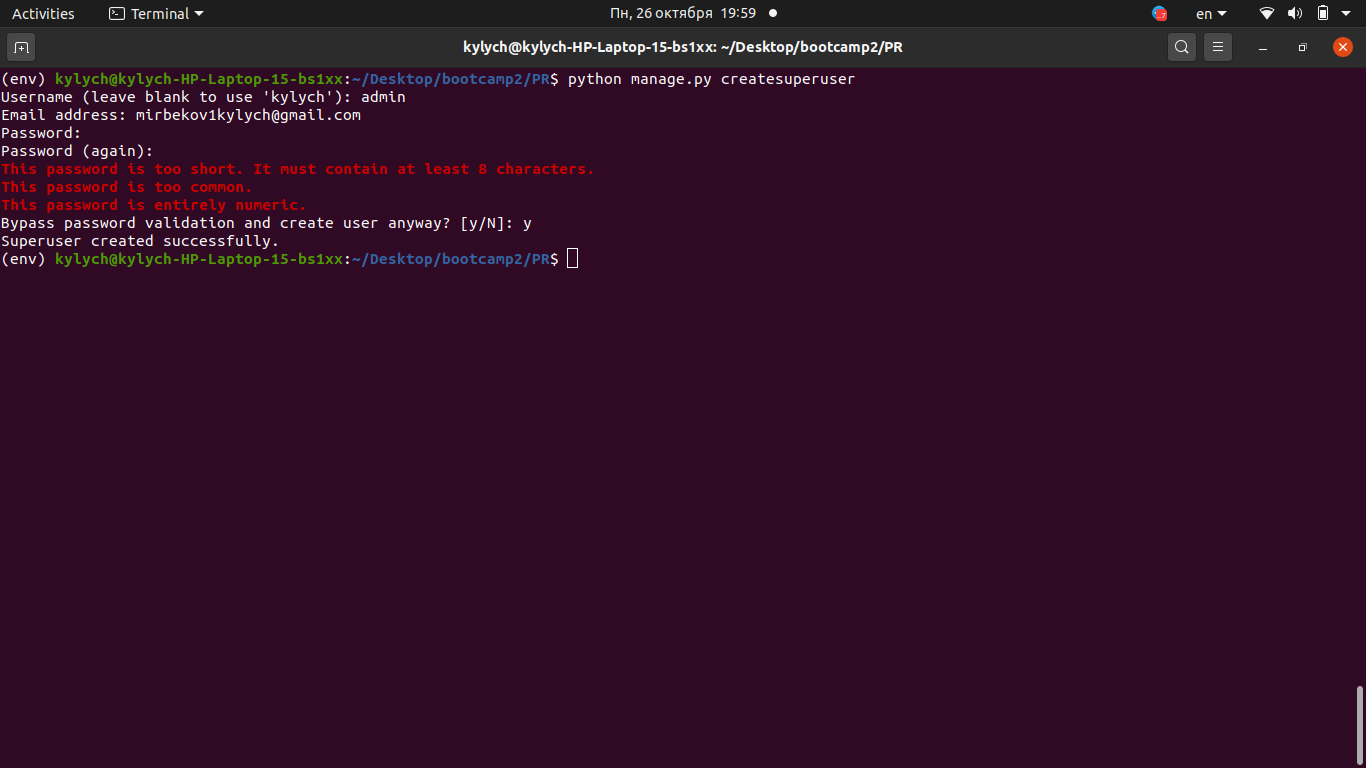 Activities Terminal Пн, 26 октября 19:59 en
kylych@kylych-HP-Laptop-15-bs1xx: ~/Desktop/bootcamp2/PR
(env) kylych@kylych-HP-Laptop-15-bs1xx:~/Desktop/bootcamp2/PR$ python manage.py createsuperuser
Username (leave blank to use 'kylych'): admin
Email address: mirbekov1kylych@gmail.com
Password:
Password (again):
This password is too short. It must contain at least 8 characters.
This password is too common.
This password is entirely numeric.
Bypass password validation and create user anyway? [y/N]: y
Superuser created successfully.
(env) kylych@kylych-HP-Laptop-15-bs1xx:~/Desktop/bootcamp2/PR$